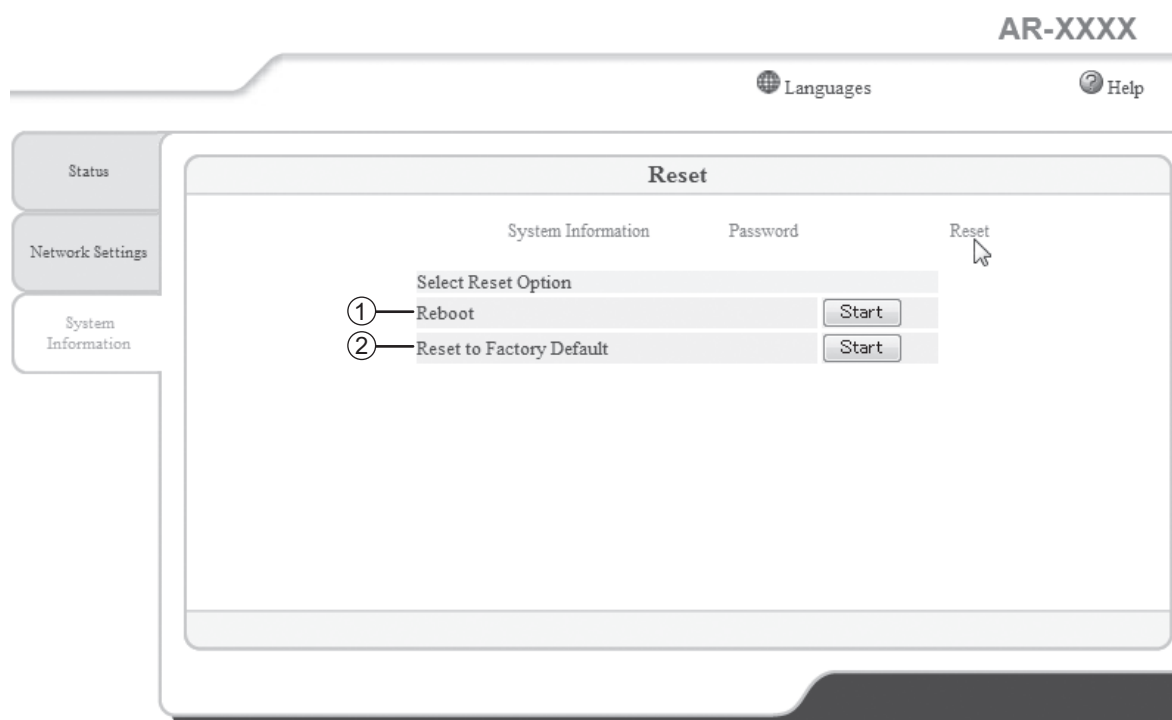 AR-XXXX
Languages
Help
Status
Reset
Network Settings
System Information Password Reset
Select Reset Option
① Reboot Start
② Reset to Factory Default Start
System
Information